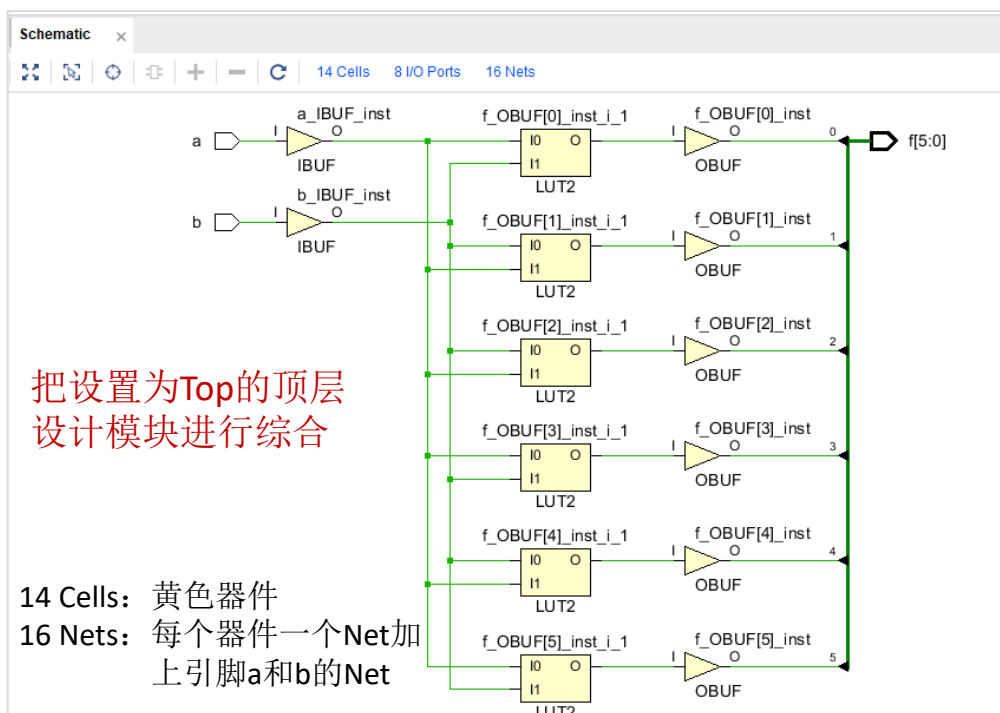 Schematic ×
14 Cells 8 I/O Ports 16 Nets
a_IBUF_inst
a I O
IBUF
b_IBUF_inst
b I O
IBUF
f_OBUF[0]_inst_i_1
I0 O
I1
LUT2
f_OBUF[0]_inst
I O
OBUF
0
f[5:0]
f_OBUF[1]_inst_i_1
I0 O
I1
LUT2
f_OBUF[1]_inst
I O
OBUF
1
f_OBUF[2]_inst_i_1
I0 O
I1
LUT2
f_OBUF[2]_inst
I O
OBUF
2
把设置为Top的顶层
设计模块进行综合
f_OBUF[3]_inst_i_1
I0 O
I1
LUT2
f_OBUF[3]_inst
I O
OBUF
3
f_OBUF[4]_inst_i_1
I0 O
I1
LUT2
f_OBUF[4]_inst
I O
OBUF
4
14 Cells：黄色器件
16 Nets：每个器件一个Net加
上引脚a和b的Net
f_OBUF[5]_inst_i_1
I0 O
I1
LUT2
f_OBUF[5]_inst
I O
OBUF
5